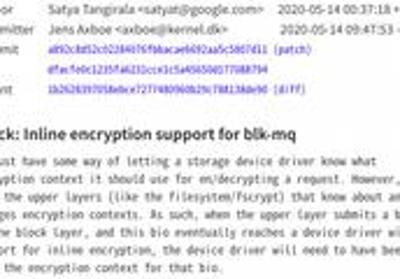 or Satya Tangirala <satyat@google.com> 2020-05-14 00:37:18 +
mitter Jens Axboe <axboe@kernel.dk> 2020-05-14 09:47:53 -
mit (patch)
nt (diff)
ck: Inline encryption support for blk-mq
ust have some way of letting a storage device driver know what
yption context it should use for en/decrypting a request. However,
the upper layers (like the filesystem/fscrypt) that know about an
ges encryption contexts. As such, when the upper layer submits a b
he block layer, and this bio eventually reaches a device driver wi
ort for inline encryption, the device driver will need to have bee
the encryption context for that bio.